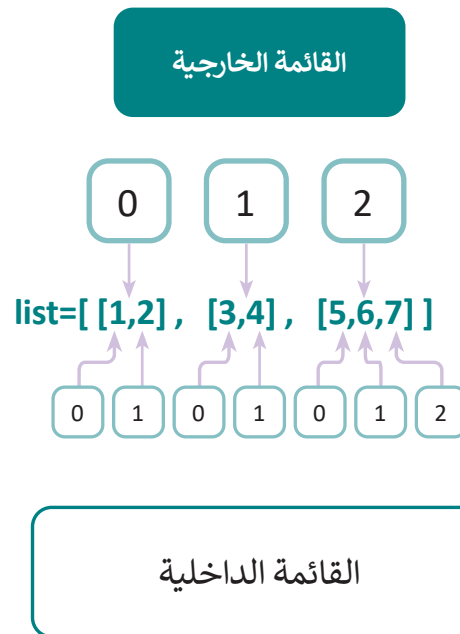 القائمة الخارجية
0 1 2
list=[ [1,2] , [3,4] , [5,6,7] ]
0 1 0 1 0 1 2
القائمة الداخلية